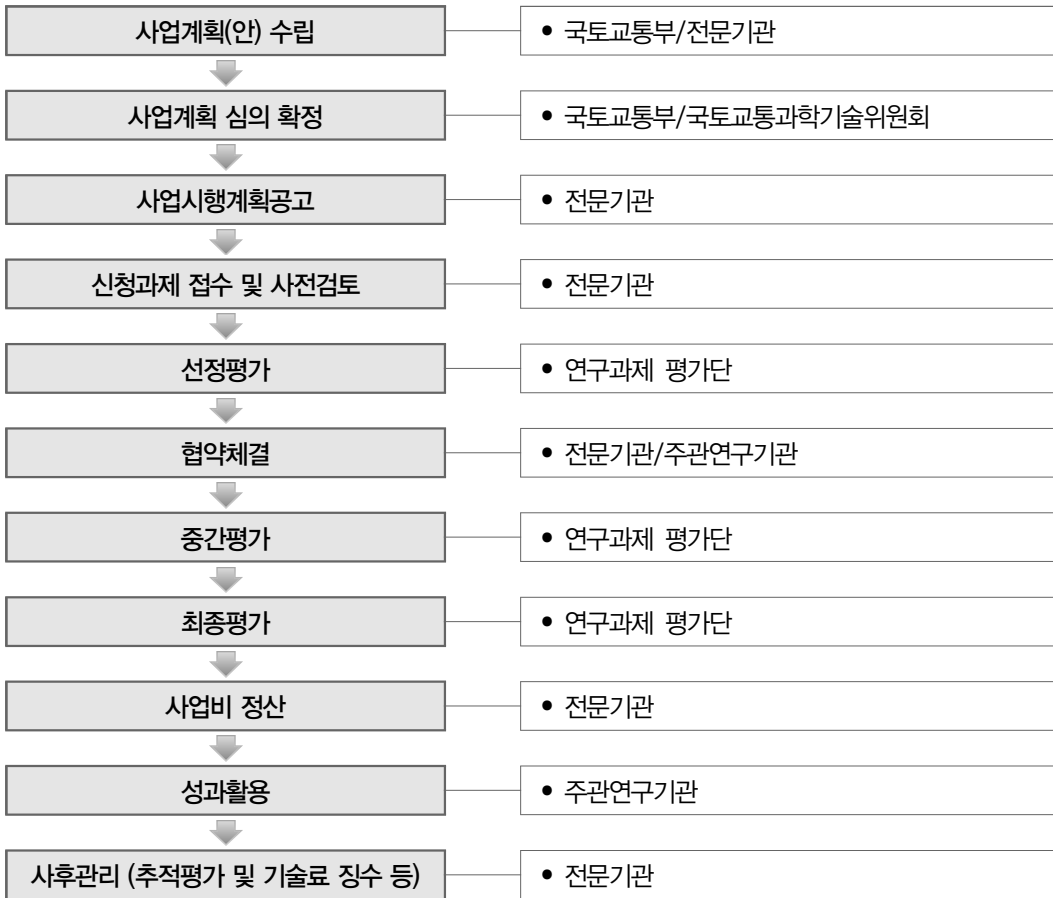 사업계획(안) 수립
• 국토교통부/전문기관
사업계획 심의 확정
• 국토교통부/국토교통과학기술위원회
사업시행계획공고
• 전문기관
신청과제 접수 및 사전검토
• 전문기관
선정평가
• 연구과제 평가단
협약체결
• 전문기관/주관연구기관
중간평가
• 연구과제 평가단
최종평가
• 연구과제 평가단
사업비 정산
• 전문기관
성과활용
• 주관연구기관
사후관리 (추적평가 및 기술료 징수 등)
• 전문기관